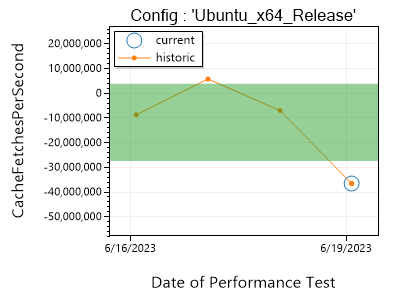 Config : 'Ubuntu_x64_Release'
current
historic
20,000,000
10,000,000
0
-10,000,000
-20,000,000
-30,000,000
-40,000,000
-50,000,000
CacheFetchesPerSecond
6/16/2023
6/19/2023
Date of Performance Test